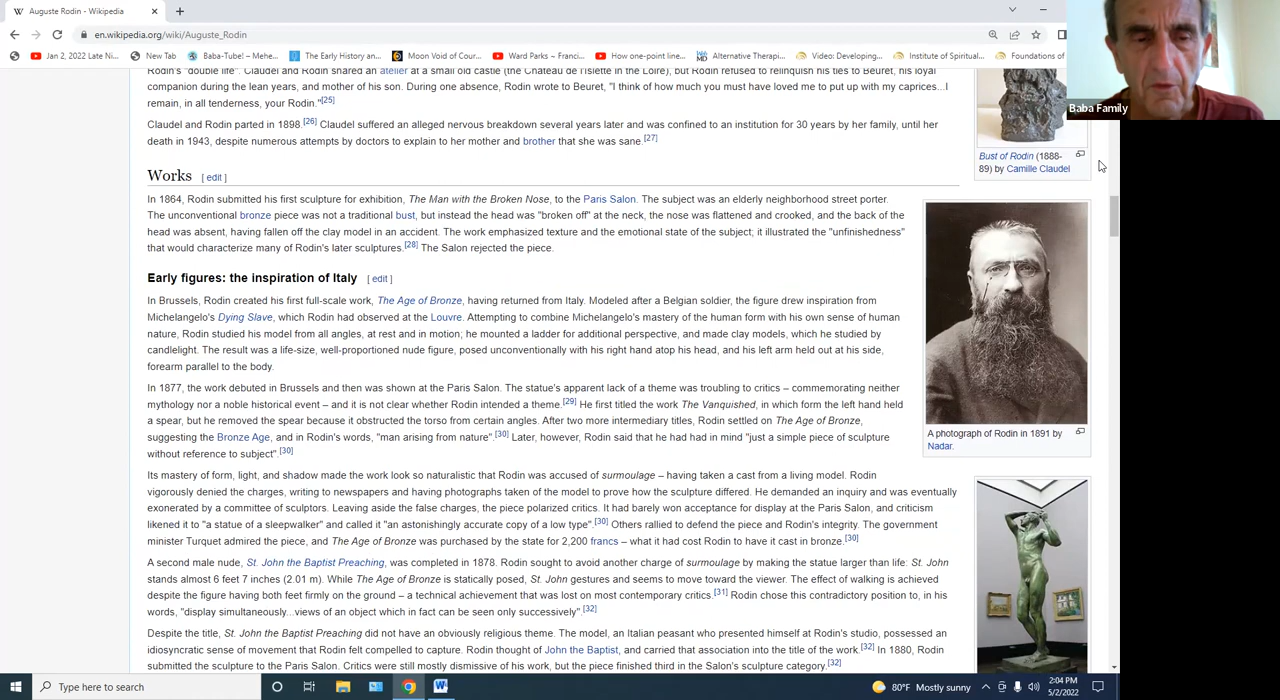 Auguste Rodin - Wikipedia
en.wikipedia.org/wiki/Auguste_Rodin
Jan 2, 2022 Late Ni... New Tab Baba-Tube! – Mehe... The Early History an... Moon Void of Cour... Ward Parks – Franci... How one-point line... Alternative Therapi... Video: Developing... Institute of Spiritual... Foundations of
Rodin's "double life". Claudel and Rodin shared an atelier at a small old castle (the Château de l'Islette in the Loire), but Rodin refused to relinquish his ties to Beuret, his loyal
companion during the lean years, and mother of his son. During one absence, Rodin wrote to Beuret, "I think of how much you must have loved me to put up with my caprices...I
remain, in all tenderness, your Rodin."[25]
Claudel and Rodin parted in 1898.[26] Claudel suffered an alleged nervous breakdown several years later and was confined to an institution for 30 years by her family, until her
death in 1943, despite numerous attempts by doctors to explain to her mother and brother that she was sane.[27]
Baba Family
Bust of Rodin (1888-
89) by Camille Claudel
Works [ edit ]
In 1864, Rodin submitted his first sculpture for exhibition, The Man with the Broken Nose, to the Paris Salon. The subject was an elderly neighborhood street porter.
The unconventional bronze piece was not a traditional bust, but instead the head was "broken off" at the neck, the nose was flattened and crooked, and the back of the
head was absent, having fallen off the clay model in an accident. The work emphasized texture and the emotional state of the subject; it illustrated the "unfinishedness"
that would characterize many of Rodin's later sculptures.[28] The Salon rejected the piece.
Early figures: the inspiration of Italy [ edit ]
In Brussels, Rodin created his first full-scale work, The Age of Bronze, having returned from Italy. Modeled after a Belgian soldier, the figure drew inspiration from
Michelangelo's Dying Slave, which Rodin had observed at the Louvre. Attempting to combine Michelangelo's mastery of the human form with his own sense of human
nature, Rodin studied his model from all angles, at rest and in motion; he mounted a ladder for additional perspective, and made clay models, which he studied by
candlelight. The result was a life-size, well-proportioned nude figure, posed unconventionally with his right hand atop his head, and his left arm held out at his side,
forearm parallel to the body.
In 1877, the work debuted in Brussels and then was shown at the Paris Salon. The statue's apparent lack of a theme was troubling to critics – commemorating neither
mythology nor a noble historical event – and it is not clear whether Rodin intended a theme.[29] He first titled the work The Vanquished, in which form the left hand held
a spear, but he removed the spear because it obstructed the torso from certain angles. After two more intermediary titles, Rodin settled on The Age of Bronze,
suggesting the Bronze Age, and in Rodin's words, "man arising from nature".[30] Later, however, Rodin said that he had had in mind "just a simple piece of sculpture
without reference to subject".[30]
A photograph of Rodin in 1891 by
Nadar.
Its mastery of form, light, and shadow made the work look so naturalistic that Rodin was accused of surmoulage – having taken a cast from a living model. Rodin
vigorously denied the charges, writing to newspapers and having photographs taken of the model to prove how the sculpture differed. He demanded an inquiry and was eventually
exonerated by a committee of sculptors. Leaving aside the false charges, the piece polarized critics. It had barely won acceptance for display at the Paris Salon, and criticism
likened it to "a statue of a sleepwalker" and called it "an astonishingly accurate copy of a low type".[30] Others rallied to defend the piece and Rodin's integrity. The government
minister Turquet admired the piece, and The Age of Bronze was purchased by the state for 2,200 francs – what it had cost Rodin to have it cast in bronze.[30]
A second male nude, St. John the Baptist Preaching, was completed in 1878. Rodin sought to avoid another charge of surmoulage by making the statue larger than life: St. John
stands almost 6 feet 7 inches (2.01 m). While The Age of Bronze is statically posed, St. John gestures and seems to move toward the viewer. The effect of walking is achieved
despite the figure having both feet firmly on the ground – a technical achievement that was lost on most contemporary critics.[31] Rodin chose this contradictory position to, in his
words, "display simultaneously...views of an object which in fact can be seen only successively".[32]
Despite the title, St. John the Baptist Preaching did not have an obviously religious theme. The model, an Italian peasant who presented himself at Rodin's studio, possessed an
idiosyncratic sense of movement that Rodin felt compelled to capture. Rodin thought of John the Baptist, and carried that association into the title of the work.[32] In 1880, Rodin
submitted the sculpture to the Paris Salon. Critics were still mostly dismissive of his work, but the piece finished third in the Salon's sculpture category.[32]
Type here to search
80°F Mostly sunny
2:04 PM
5/2/2022